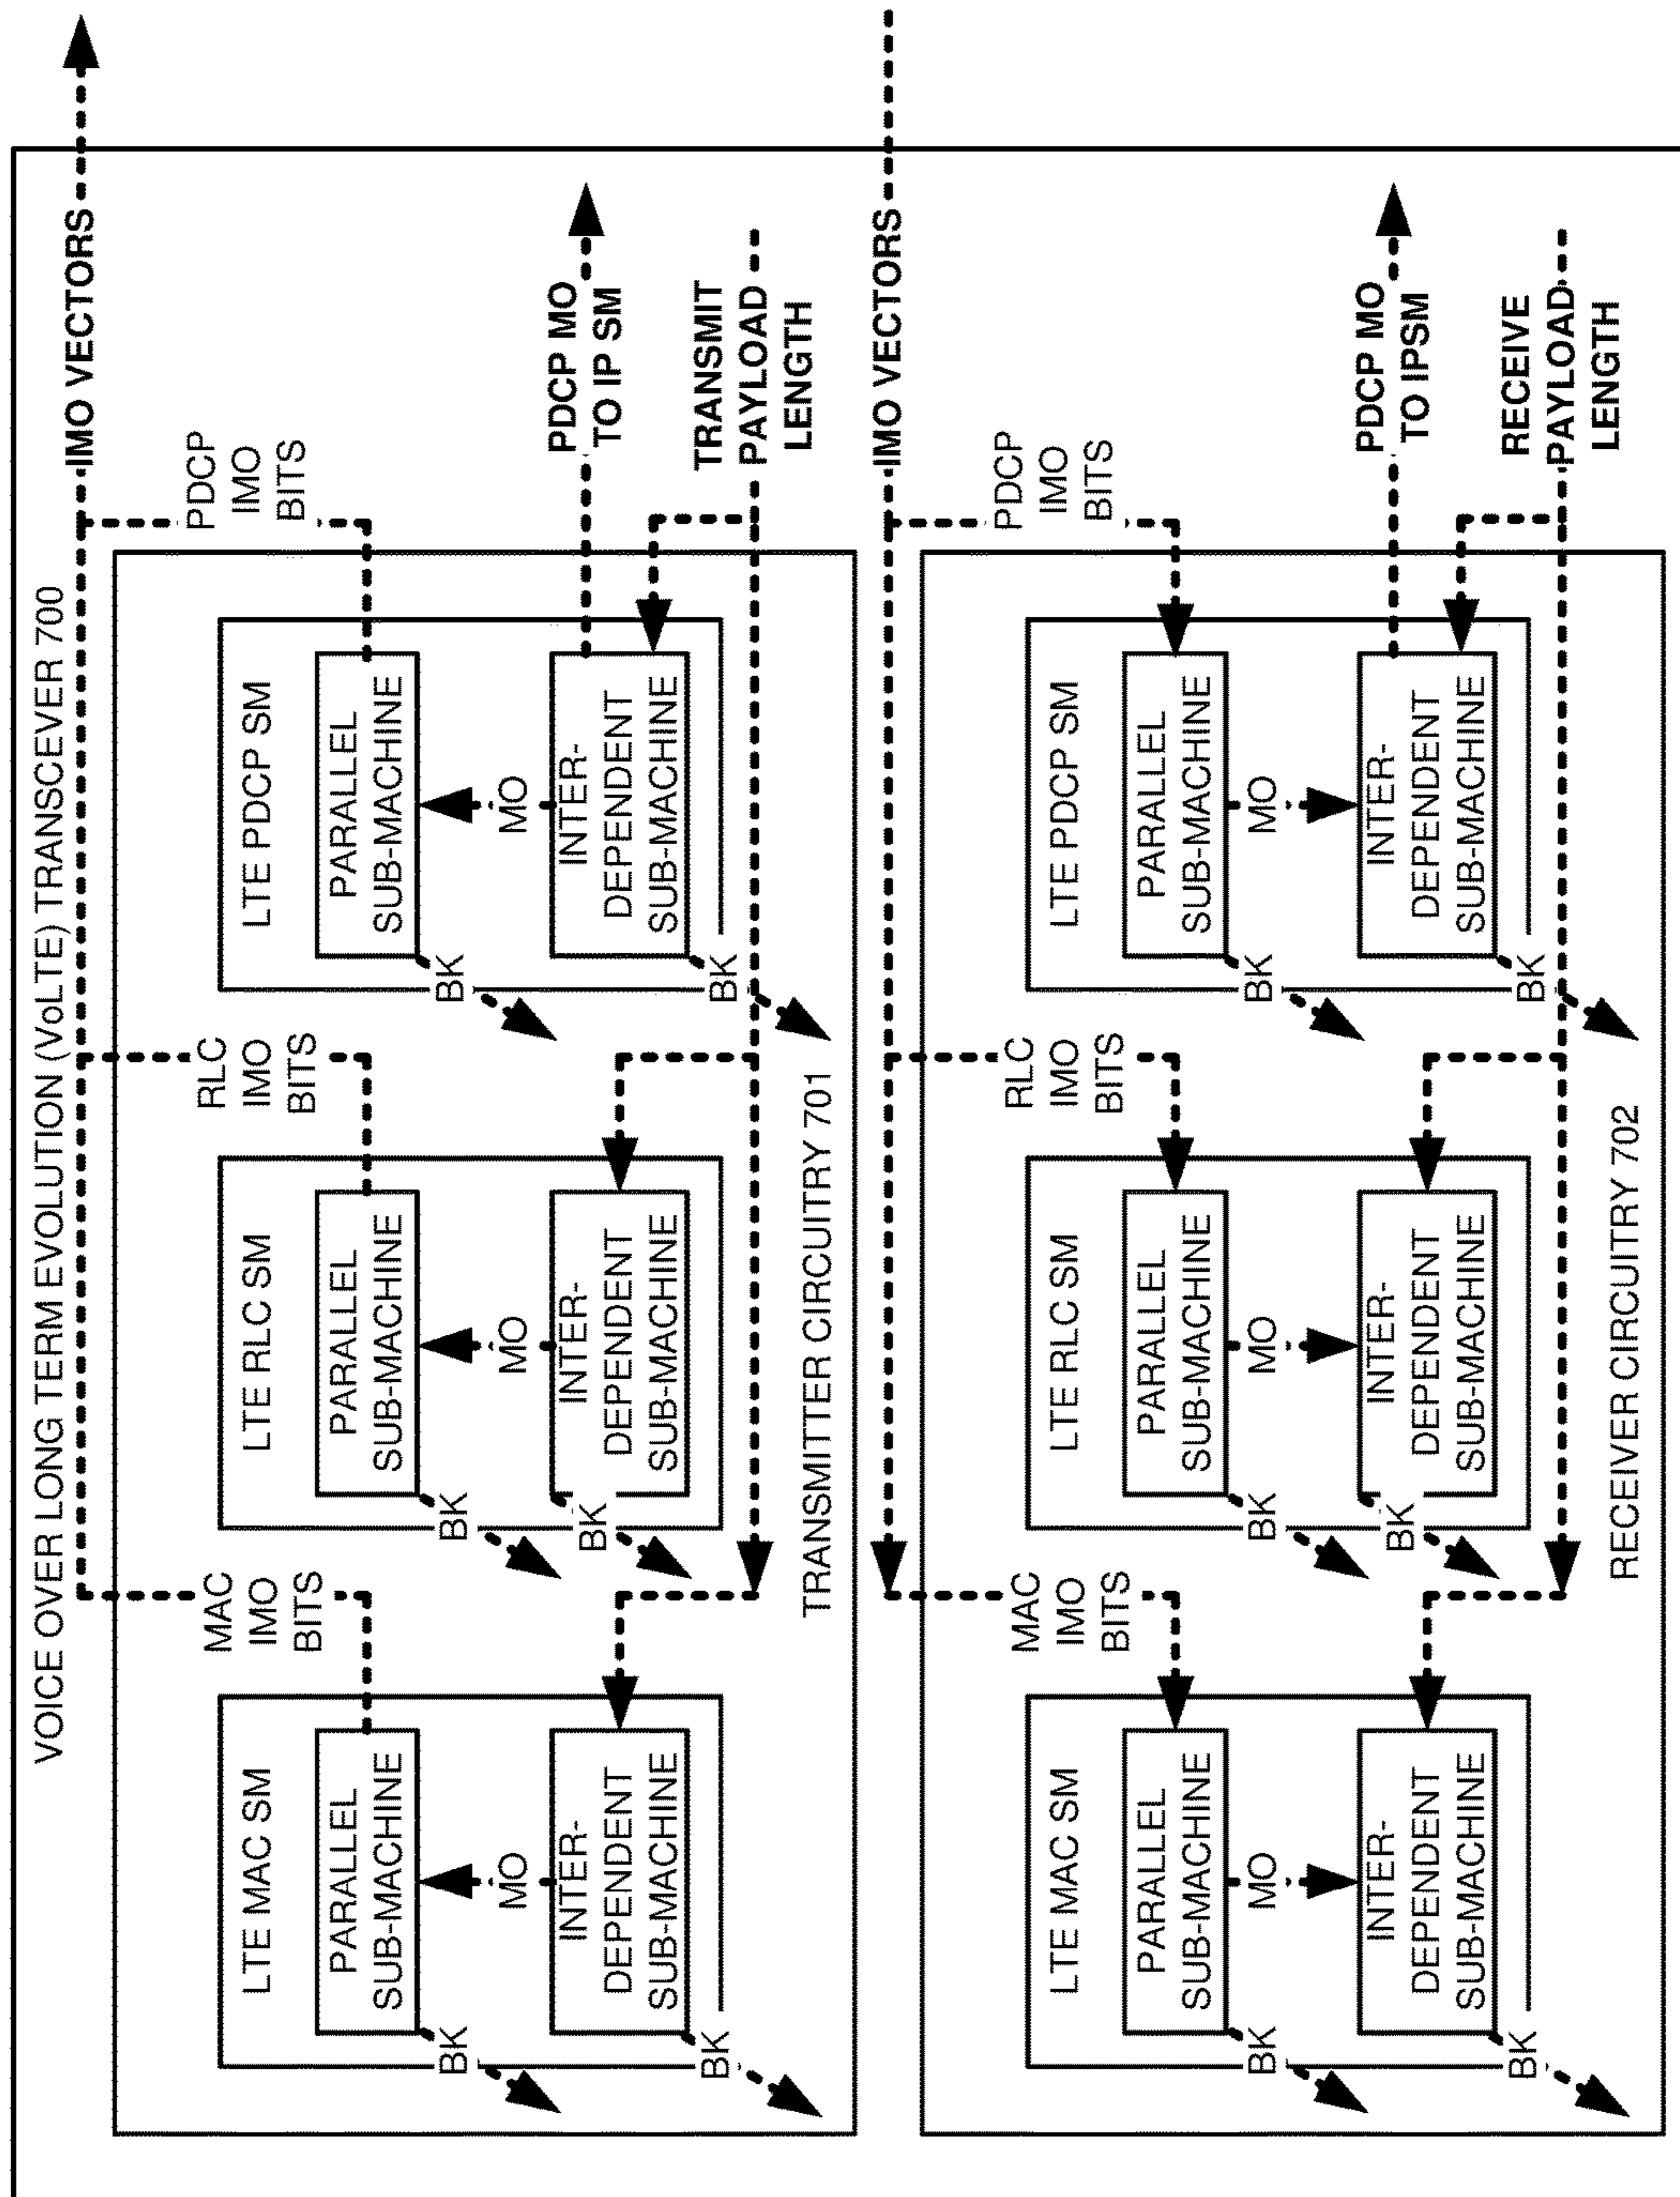 VOICE OVER LONG TERM EVOLUTION (VoLTE) TRANSCEVER 700
IMO VECTORS
MAC
IMO
BITS
RLC
IMO
BITS
PDCP
IMO
BITS
LTE MAC SM
PARALLEL
SUB-MACHINE
BK
MO
INTER-
DEPENDENT
SUB-MACHINE
BK
LTE RLC SM
PARALLEL
SUB-MACHINE
BK
MO
INTER-
DEPENDENT
SUB-MACHINE
BK
LTE PDCP SM
PARALLEL
SUB-MACHINE
BK
MO
INTER-
DEPENDENT
SUB-MACHINE
BK
PDCP MO
TO IP SM
TRANSMIT
PAYLOAD
LENGTH
TRANSMITTER CIRCUITRY 701
IMO VECTORS
MAC
IMO
BITS
RLC
IMO
BITS
PDCP
IMO
BITS
LTE MAC SM
PARALLEL
SUB-MACHINE
BK
MO
INTER-
DEPENDENT
SUB-MACHINE
BK
LTE RLC SM
PARALLEL
SUB-MACHINE
BK
MO
INTER-
DEPENDENT
SUB-MACHINE
BK
LTE PDCP SM
PARALLEL
SUB-MACHINE
BK
MO
INTER-
DEPENDENT
SUB-MACHINE
BK
PDCP MO
TO IPSM
RECEIVE
PAYLOAD
LENGTH
RECEIVER CIRCUITRY 702